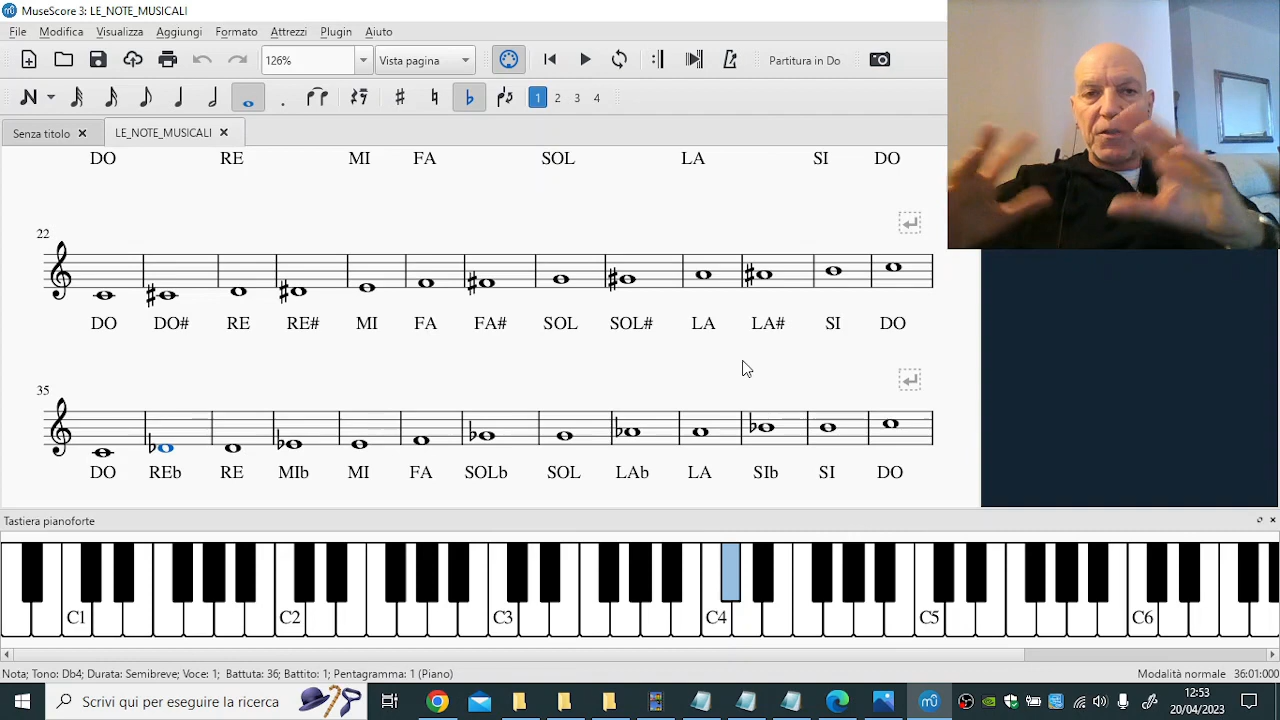 MuseScore 3: LE_NOTE_MUSICALI
File Modifica Visualizza Aggiungi Formato Attrezzi Plugin Aiuto
126% Vista pagina Partitura in Do
1 2 3 4
Senza titolo LE_NOTE_MUSICALI
DO RE MI FA SOL LA SI DO
22
DO DO# RE RE# MI FA FA# SOL SOL# LA LA# SI DO
35
DO REb RE MIb MI FA SOLb SOL LAb LA SIb SI DO
Tastiera pianoforte
C1 C2 C3 C4 C5 C6
Nota; Tono: Db4; Durata: Semibreve; Voce: 1; Battuta: 36; Battito: 1; Pentagramma: 1 (Piano) Modalità normale 36:01:000
Scrivi qui per eseguire la ricerca 12:53
20/04/2023